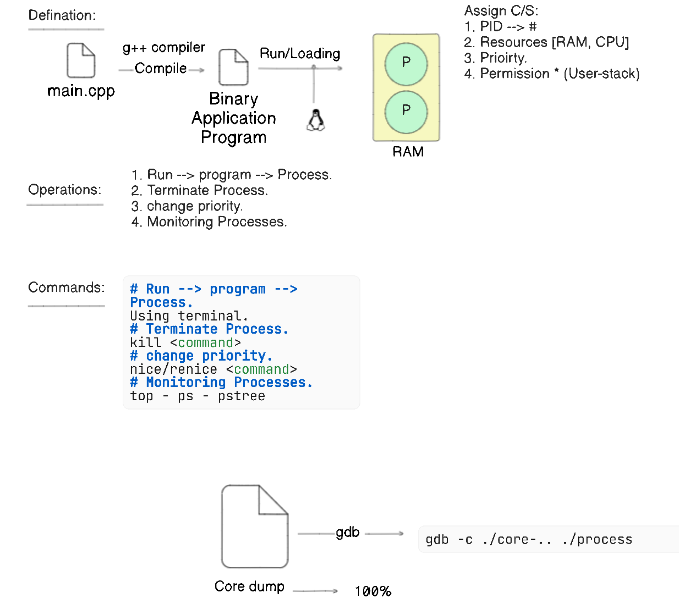 Defination:
g++ compiler
Compile
main.cpp
Binary
Application
Program
Run/Loading
P
P
RAM
Assign C/S:
1. PID --> #
2. Resources [RAM, CPU]
3. Prioirty.
4. Permission * (User-stack)
Operations:
1. Run --> program --> Process.
2. Terminate Process.
3. change priority.
4. Monitoring Processes.
Commands:
# Run --> program -->
Process.
Using terminal.
# Terminate Process.
kill <command>
# change priority.
nice/renice <command>
# Monitoring Processes.
top - ps - pstree
gdb
gdb -c ./core-.. ./process
Core dump
100%